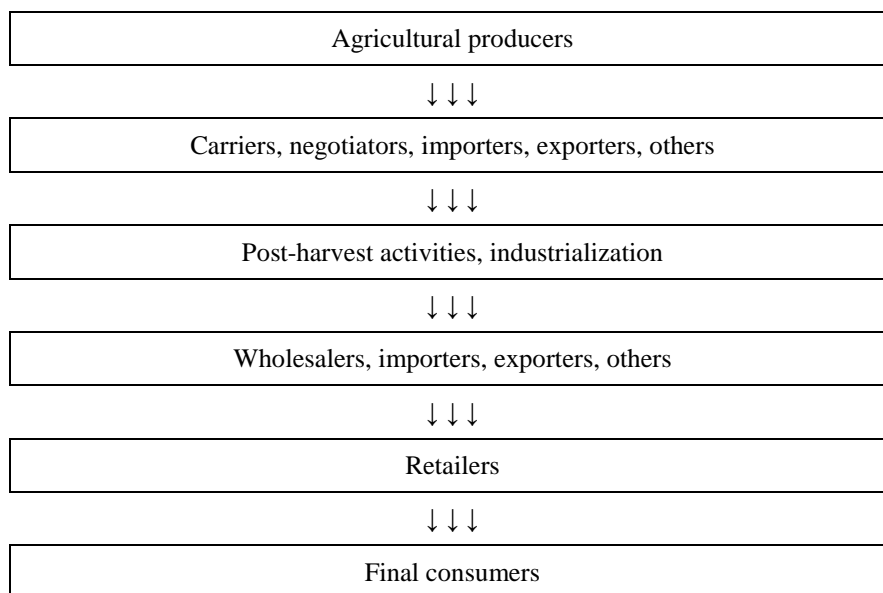 Agricultural producers
↓↓↓
Carriers, negotiators, importers, exporters, others
↓↓↓
Post-harvest activities, industrialization
↓↓↓
Wholesalers, importers, exporters, others
↓↓↓
Retailers
↓↓↓
Final consumers